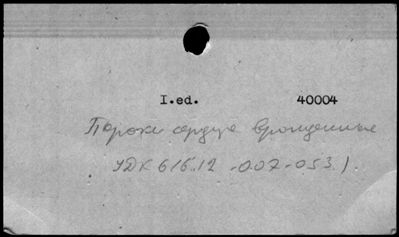 I.ed. 40004
Пороки сердца врожденные
УДК 616.12 -007-053.1